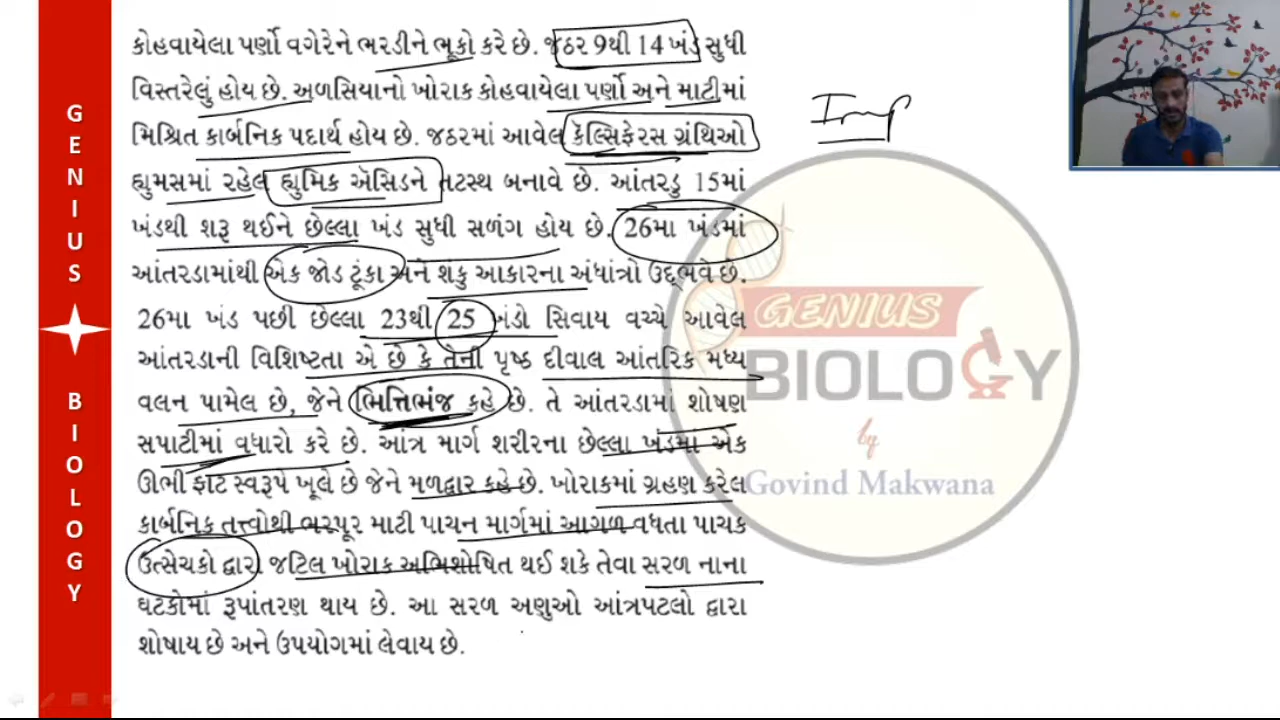 કોહવાયેલા પર્ણો વગેરેને ભરડીને ભૂકો કરે છે. જઠર 9થી 14 ખંડ સુધી
વિસ્તરેલું હોય છે. અળસિયાનો ખોરાક કોહવાયેલા પર્ણો અને માટીમાં
મિશ્રિત કાર્બનિક પદાર્થ હોય છે. જઠરમાં આવેલ કૅલ્સિફેરસ ગ્રંથિઓ
હ્યુમસમાં રહેલ હ્યુમિક ઍસિડને તટસ્થ બનાવે છે. આંતરડુ 15માં
ખંડથી શરૂ થઈને છેલ્લા ખંડ સુધી સળંગ હોય છે. 26મા ખંડમાં
આંતરડામાંથી એક જોડ ટૂંકા અને શંકુ આકારના અંધાંત્રો ઉદ્ભવે છે.
26મા ખંડ પછી છેલ્લા 23થી 25 ખંડો સિવાય વચ્ચે આવેલ
આંતરડાની વિશિષ્ટતા એ છે કે તેની પૃષ્ઠ દીવાલ આંતરિક મધ્ય
વલન પામેલ છે, જેને ભિત્તિભંજ કહે છે. તે આંતરડામાં શોષણ
સપાટીમાં વધારો કરે છે. આંત્ર માર્ગ શરીરના છેલ્લા ખંડમાં એક
ઊભી ફાટ સ્વરૂપે ખૂલે છે જેને મળદ્વાર કહે છે. ખોરાકમાં ગ્રહણ કરેલ
કાર્બનિક તત્ત્વોથી ભરપૂર માટી પાચન માર્ગમાં આગળ વધતા પાચક
ઉત્સેચકો દ્વારા જટિલ ખોરાક અભિશોષિત થઈ શકે તેવા સરળ નાના
ઘટકોમાં રૂપાંતરણ થાય છે. આ સરળ અણુઓ આંત્રપટલો દ્વારા
શોષાય છે અને ઉપયોગમાં લેવાય છે.
Imp
GENIUS
BIOLOGY
GENIUS
BIOLOGY
by
Govind Makwana